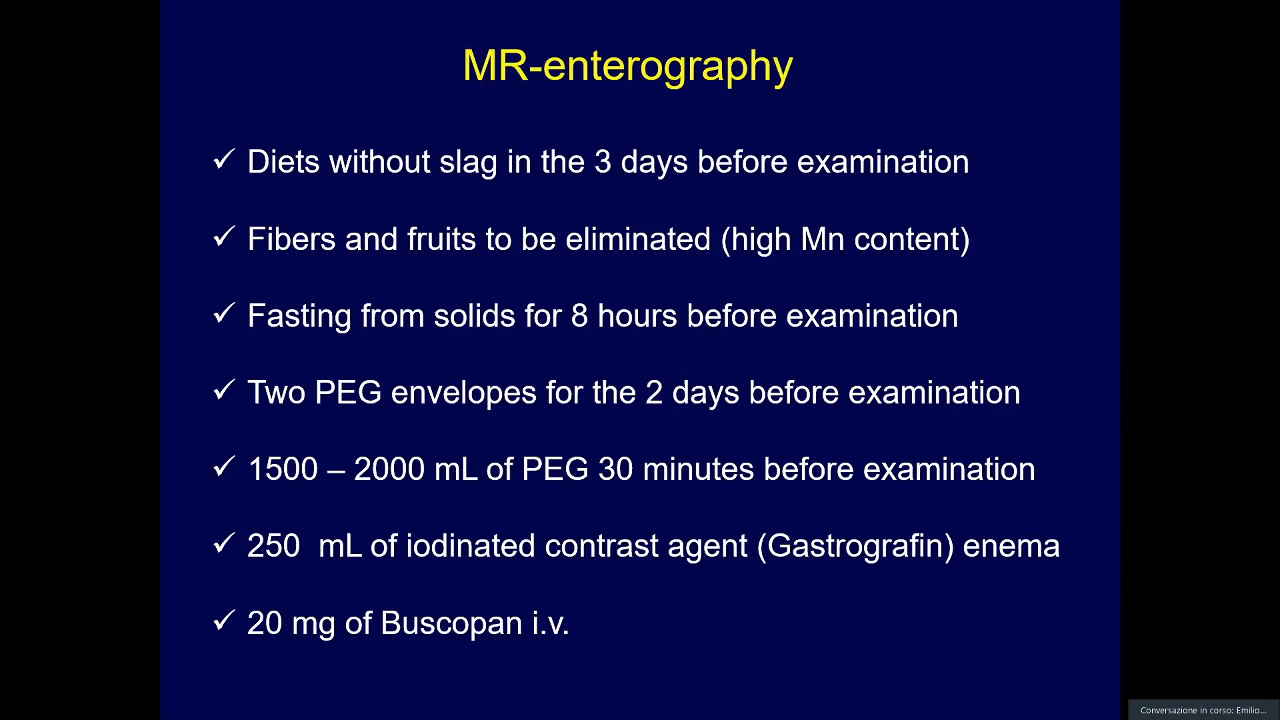 MR-enterography
✓ Diets without slag in the 3 days before examination
✓ Fibers and fruits to be eliminated (high Mn content)
✓ Fasting from solids for 8 hours before examination
✓ Two PEG envelopes for the 2 days before examination
✓ 1500 – 2000 mL of PEG 30 minutes before examination
✓ 250  mL of iodinated contrast agent (Gastrografin) enema
✓ 20 mg of Buscopan i.v.
Conversazione in corso: Emilio...